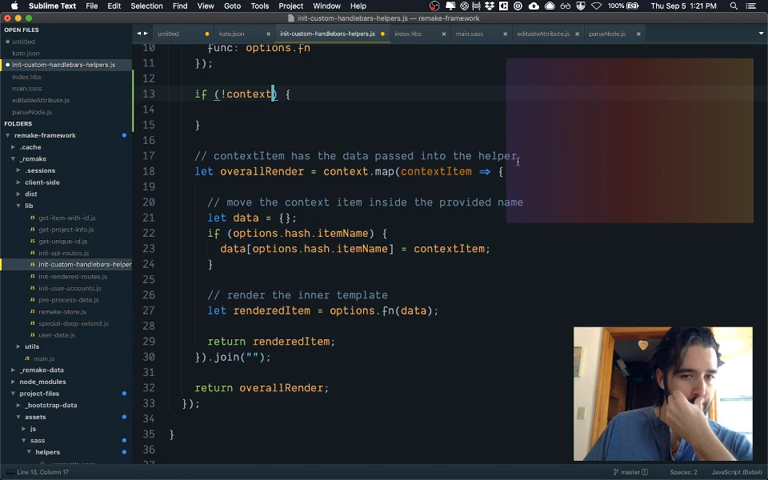 Sublime Text File Edit Selection Find View Goto Tools Project Window Help 100% Thu Sep 5 1:21 PM
init-custom-handlebars-helpers.js — remake-framework
OPEN FILES
untitled
kate.json
init-custom-handlebars-helpers.js
index.hbs
main.sass
editableAttribute.js
parseNode.js
FOLDERS
remake-framework
.cache
_remake
.sessions
client-side
dist
lib
get-item-with-id.js
get-project-info.js
get-unique-id.js
init-api-routes.js
init-custom-handlebars-helper
init-rendered-routes.js
init-user-accounts.js
pre-process-data.js
remake-store.js
special-deep-extend.js
user-data.js
utils
main.js
_remake-data
node_modules
project-files
_bootstrap-data
assets
js
sass
helpers
untitled kate.json init-custom-handlebars-helpers.js index.hbs main.sass editableAttribute.js parseNode.js
10 func: options.fn
11 });
12
13 if (!context) {
14
15 }
16
17 // contextItem has the data passed into the helper
18 let overallRender = context.map(contextItem => {
19
20 // move the context item inside the provided name
21 let data = {};
22 if (options.hash.itemName) {
23 data[options.hash.itemName] = contextItem;
24 }
25
26 // render the inner template
27 let renderedItem = options.fn(data);
28
29 return renderedItem;
30 }).join("");
31
32 return overallRender;
33 });
34
35 }
36
Line 13, Column 17 master Spaces: 2 JavaScript (Babel)